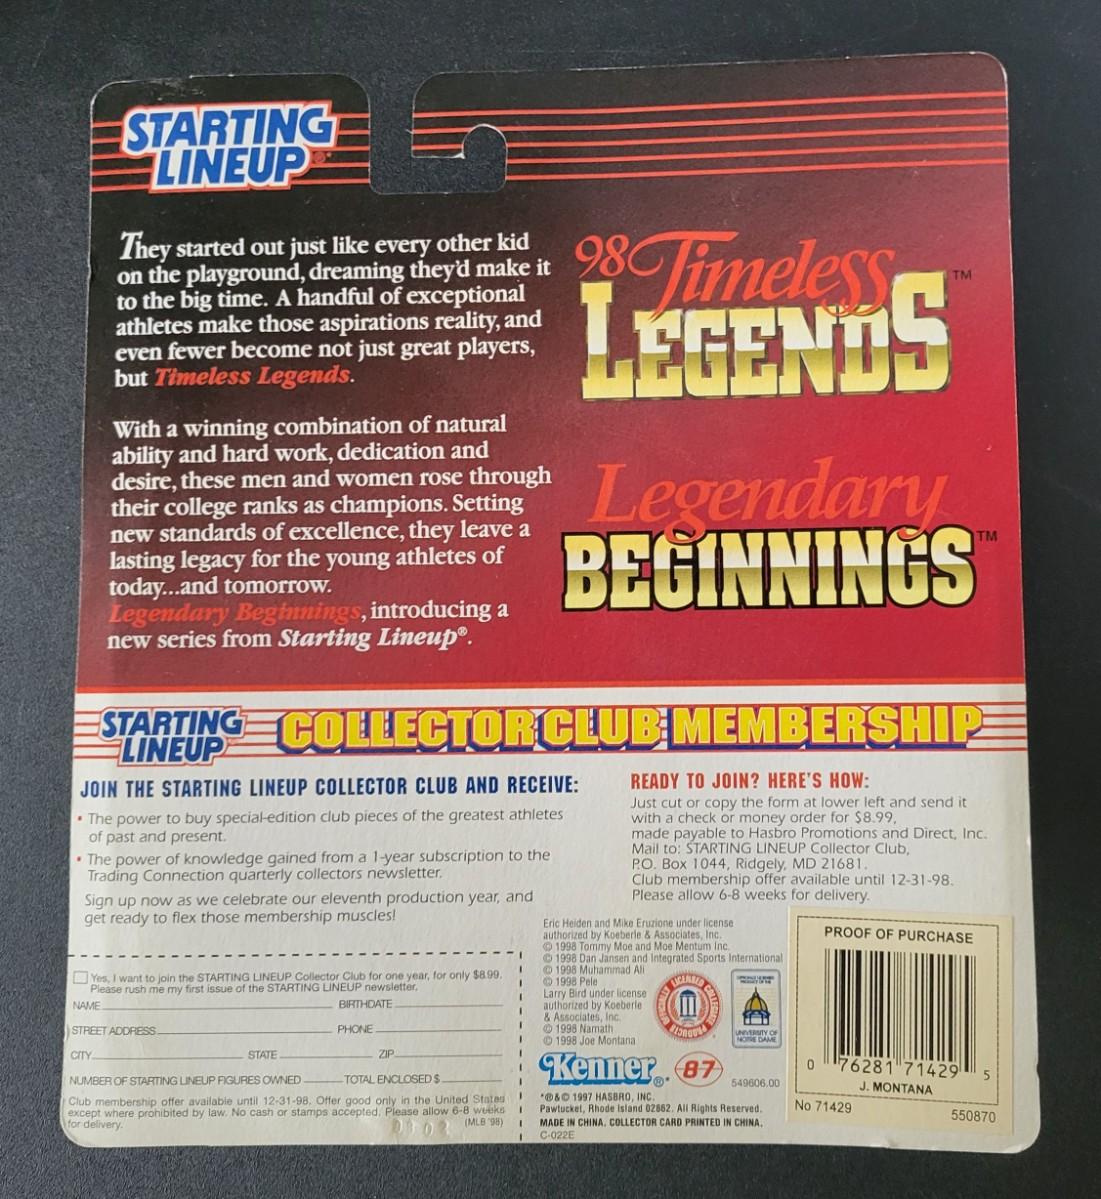 STARTING
LINEUP®
They started out just like every other kid
on the playground, dreaming they'd make it
to the big time. A handful of exceptional
athletes make those aspirations reality, and
even fewer become not just great players,
but Timeless Legends.
With a winning combination of natural
ability and hard work, dedication and
desire, these men and women rose through
their college ranks as champions. Setting
new standards of excellence, they leave a
lasting legacy for the young athletes of
today...and tomorrow.
Legendary Beginnings, introducing a
new series from Starting Lineup®.
98 Timeless
LEGENDS™
Legendary
BEGINNINGS™
STARTING
LINEUP
COLLECTOR CLUB MEMBERSHIP
JOIN THE STARTING LINEUP COLLECTOR CLUB AND RECEIVE:
• The power to buy special-edition club pieces of the greatest athletes
of past and present.
• The power of knowledge gained from a 1-year subscription to the
Trading Connection quarterly collectors newsletter.
Sign up now as we celebrate our eleventh production year, and
get ready to flex those membership muscles!
READY TO JOIN? HERE'S HOW:
Just cut or copy the form at lower left and send it
with a check or money order for $8.99,
made payable to Hasbro Promotions and Direct, Inc.
Mail to: STARTING LINEUP Collector Club,
P.O. Box 1044, Ridgely, MD 21681.
Club membership offer available until 12-31-98.
Please allow 6-8 weeks for delivery.
Yes, I want to join the STARTING LINEUP Collector Club for one year, for only $8.99.
Please rush me my first issue of the STARTING LINEUP newsletter.
NAME BIRTHDATE
STREET ADDRESS PHONE
CITY STATE ZIP
NUMBER OF STARTING LINEUP FIGURES OWNED TOTAL ENCLOSED $
Club membership offer available until 12-31-98. Offer good only in the United States
except where prohibited by law. No cash or stamps accepted. Please allow 6-8 weeks
for delivery. (MLB '98)
Eric Heiden and Mike Eruzione under license
authorized by Koeberle & Associates, Inc.
© 1998 Tommy Moe and Moe Mentum Inc.
© 1998 Dan Jansen and Integrated Sports International
© 1998 Muhammad Ali
© 1998 Pele
Larry Bird under license
authorized by Koeberle
& Associates, Inc.
© 1998 Namath
© 1998 Joe Montana
OFFICIALLY LICENSED COLLEGIATE PRODUCTS
OFFICIALLY LICENSED
PRODUCT OF THE
UNIVERSITY OF
NOTRE DAME
Kenner®
87
549606.00
*®&© 1997 HASBRO, INC.
Pawtucket, Rhode Island 02862. All Rights Reserved.
MADE IN CHINA. COLLECTOR CARD PRINTED IN CHINA.
C-022E
PROOF OF PURCHASE
0 76281 71429 5
J. MONTANA
No 71429
550870